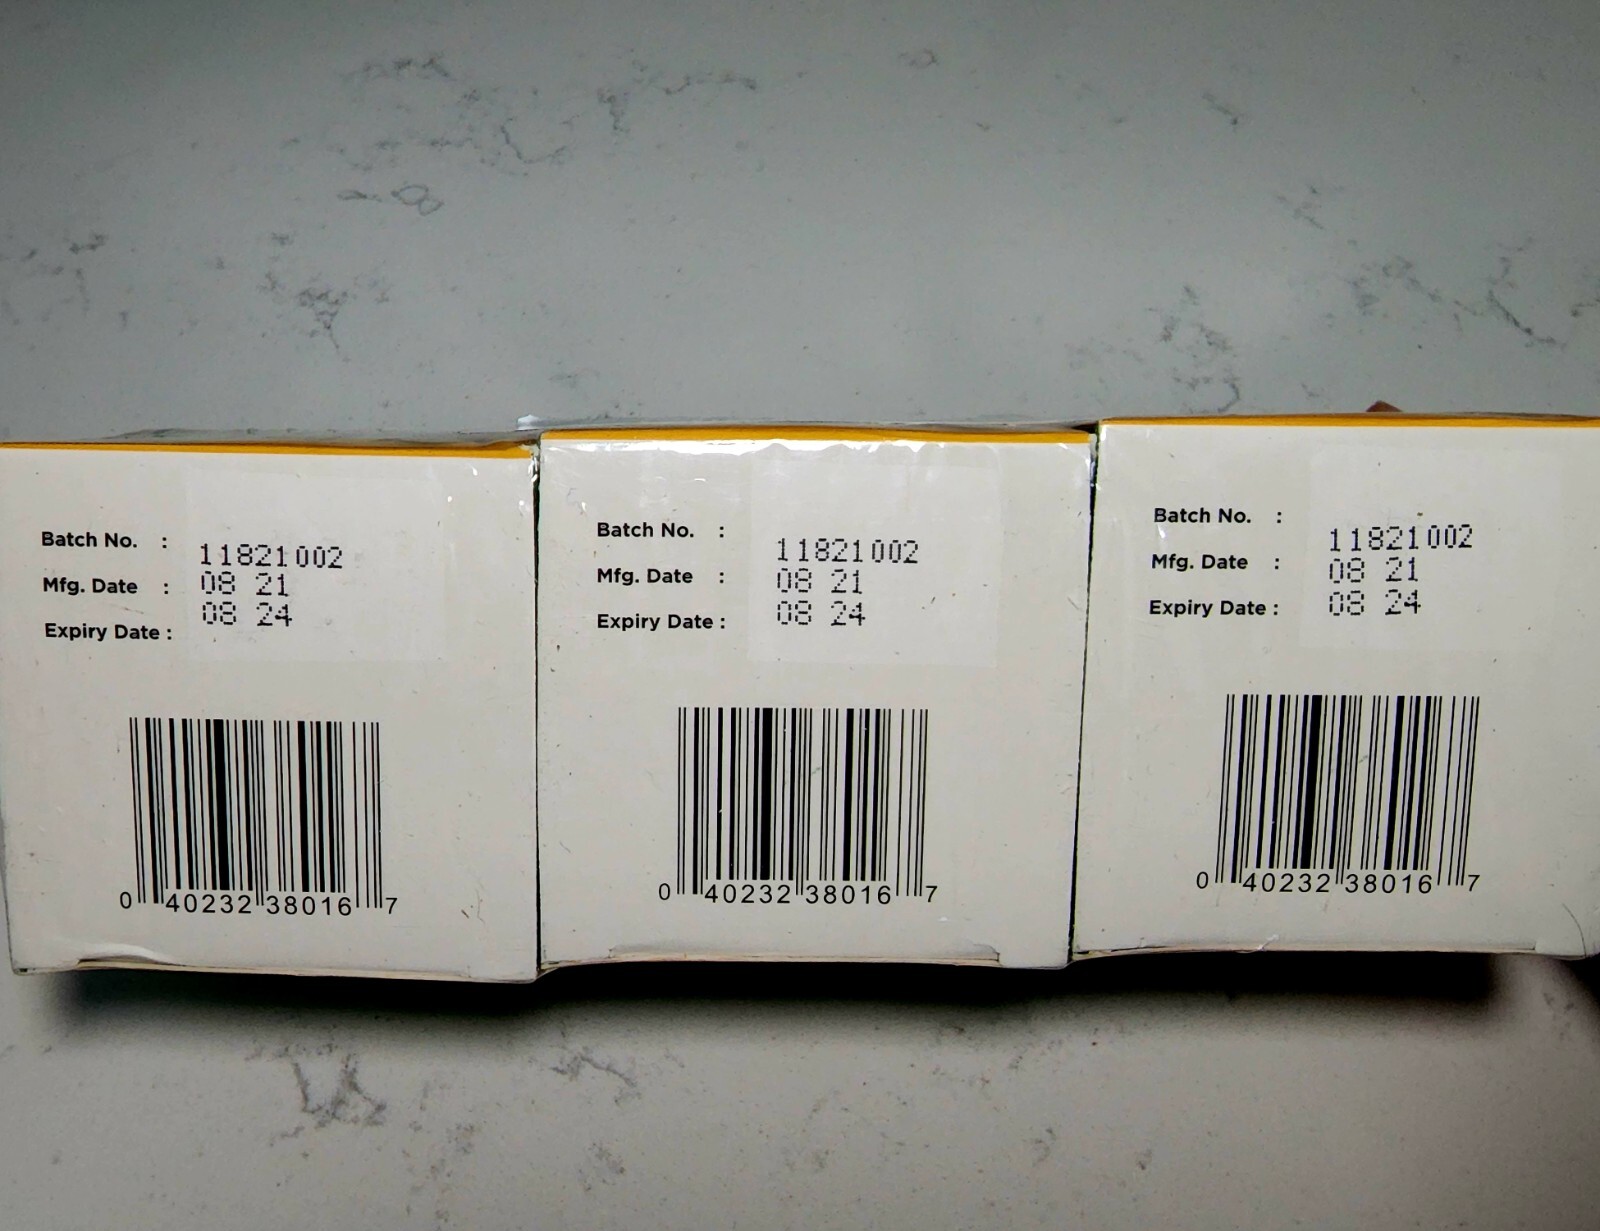 Batch No. : 11821002
Mfg. Date : 08 21
Expiry Date : 08 24
0 40232 38016 7
Batch No. : 11821002
Mfg. Date : 08 21
Expiry Date : 08 24
0 40232 38016 7
Batch No. : 11821002
Mfg. Date : 08 21
Expiry Date : 08 24
0 40232 38016 7